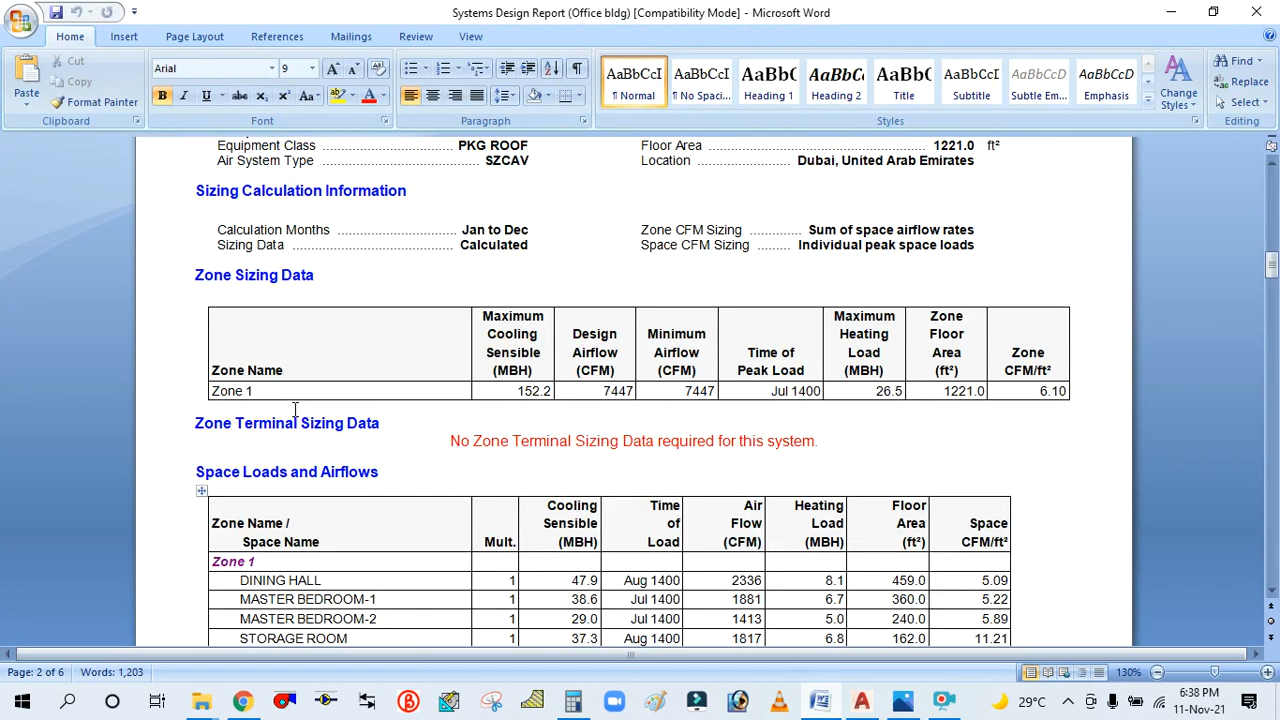 Systems Design Report (Office bldg) [Compatibility Mode] - Microsoft Word
Home Insert Page Layout References Mailings Review View
Paste
Cut
Copy
Format Painter
Clipboard
Arial 9
Font
Paragraph
AaBbCcI AaBbCcI AaBbCc AaBbCc AaBbCc AaBbCcI AaBbCcD AaBbCcD
¶ Normal ¶ No Spaci... Heading 1 Heading 2 Title Subtitle Subtle Em... Emphasis
Styles
Change Styles
Find
Replace
Select
Editing
Equipment Class PKG ROOF Floor Area 1221.0 ft²
Air System Type SZCAV Location Dubai, United Arab Emirates
Sizing Calculation Information
Calculation Months Jan to Dec Zone CFM Sizing Sum of space airflow rates
Sizing Data Calculated Space CFM Sizing Individual peak space loads
Zone Sizing Data
Maximum Maximum Zone
Cooling Design Minimum Heating Floor
Sensible Airflow Airflow Time of Load Area Zone
Zone Name (MBH) (CFM) (CFM) Peak Load (MBH) (ft²) CFM/ft²
Zone 1 152.2 7447 7447 Jul 1400 26.5 1221.0 6.10
Zone Terminal Sizing Data
No Zone Terminal Sizing Data required for this system.
Space Loads and Airflows
Cooling Time Air Heating Floor
Zone Name / Sensible of Flow Load Area Space
Space Name Mult. (MBH) Load (CFM) (MBH) (ft²) CFM/ft²
Zone 1
DINING HALL 1 47.9 Aug 1400 2336 8.1 459.0 5.09
MASTER BEDROOM-1 1 38.6 Jul 1400 1881 6.7 360.0 5.22
MASTER BEDROOM-2 1 29.0 Jul 1400 1413 5.0 240.0 5.89
STORAGE ROOM 1 37.3 Aug 1400 1817 6.8 162.0 11.21
Page: 2 of 6 Words: 1,203 130%
29°C 6:38 PM
11-Nov-21